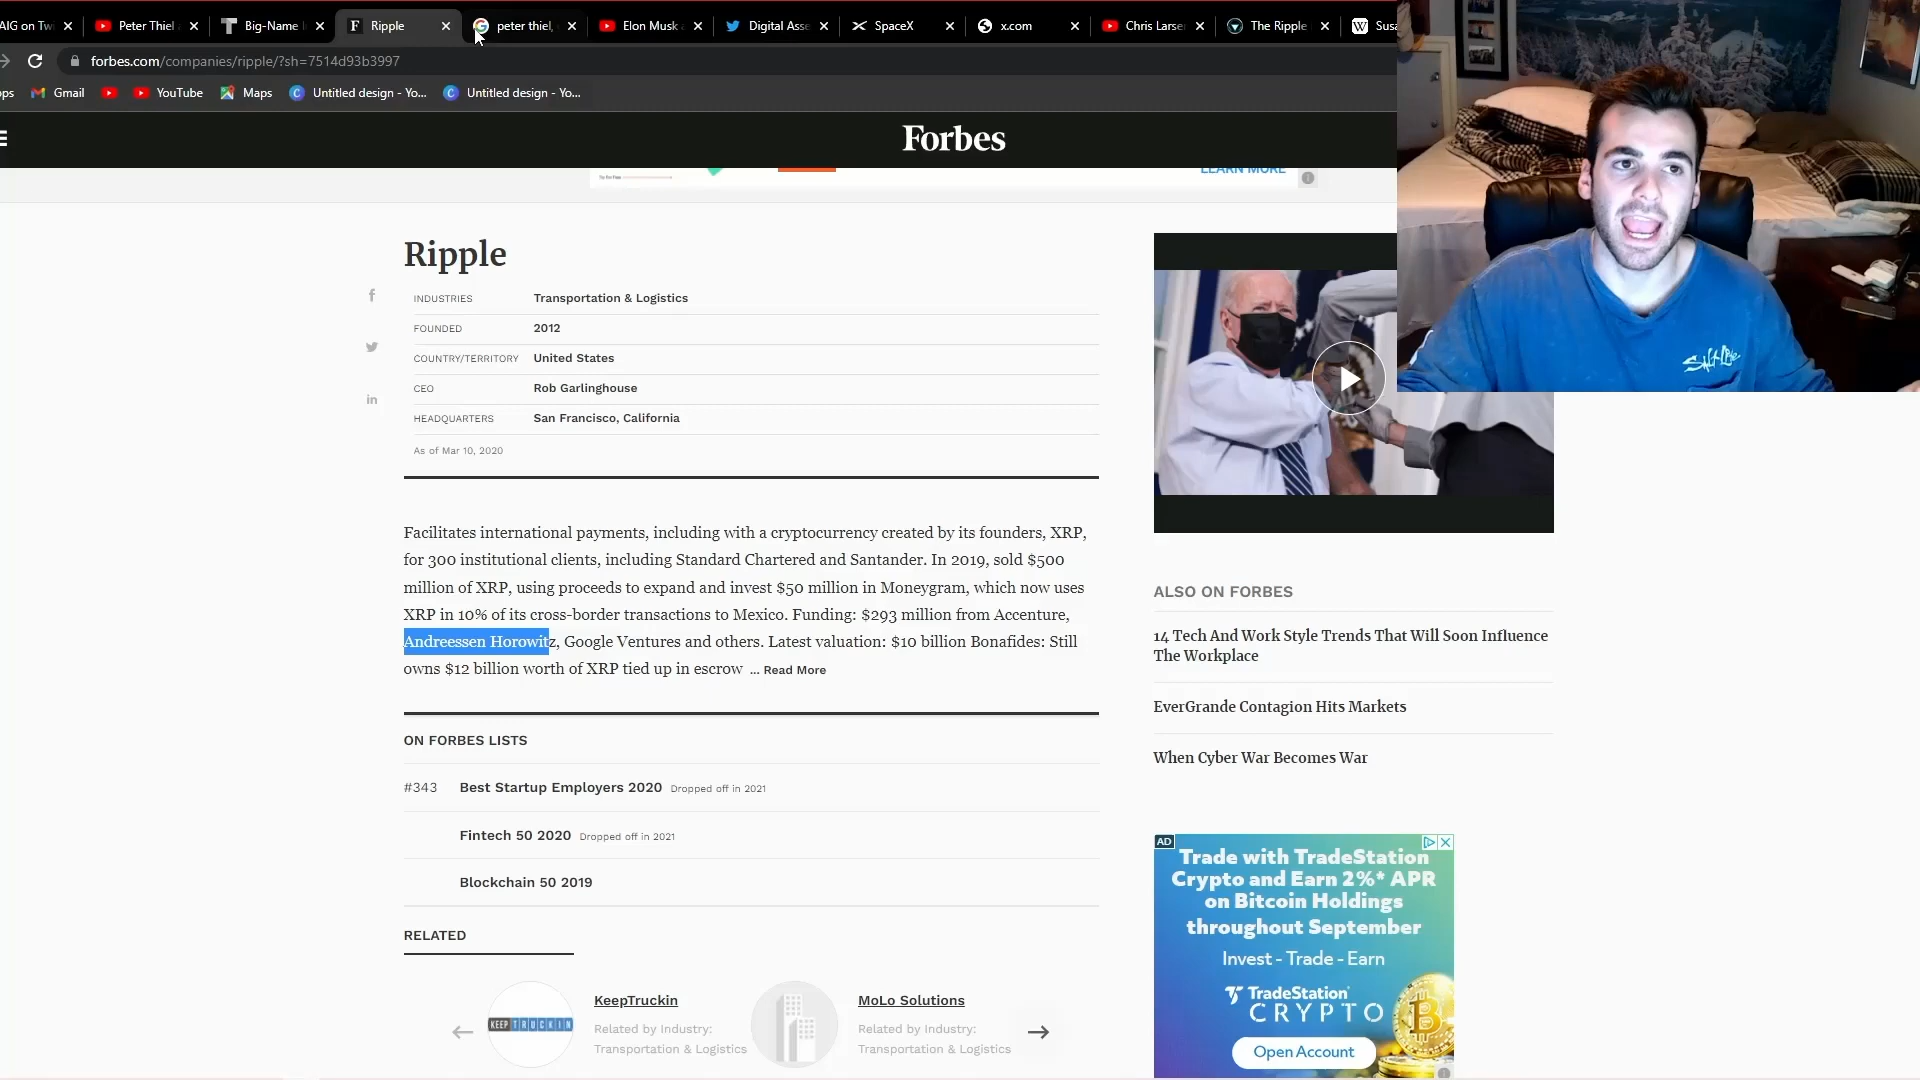 AIG on Tw
Peter Thiel
Big-Name
Ripple
peter thiel,
Elon Musk
Digital Asse
SpaceX
x.com
Chris Larse
The Ripple
Susa
forbes.com/companies/ripple/?sh=7514d93b3997
ps
Gmail
YouTube
Maps
Untitled design - Yo...
Untitled design - Yo...
Forbes
LEARN MORE
Ripple
INDUSTRIES Transportation & Logistics
FOUNDED 2012
COUNTRY/TERRITORY United States
CEO Rob Garlinghouse
HEADQUARTERS San Francisco, California
As of Mar 10, 2020
Facilitates international payments, including with a cryptocurrency created by its founders, XRP,
for 300 institutional clients, including Standard Chartered and Santander. In 2019, sold $500
million of XRP, using proceeds to expand and invest $50 million in Moneygram, which now uses
XRP in 10% of its cross-border transactions to Mexico. Funding: $293 million from Accenture,
Andreessen Horowitz, Google Ventures and others. Latest valuation: $10 billion Bonafides: Still
owns $12 billion worth of XRP tied up in escrow ... Read More
ON FORBES LISTS
#343 Best Startup Employers 2020 Dropped off in 2021
Fintech 50 2020 Dropped off in 2021
Blockchain 50 2019
RELATED
KEEP TRUCKIN
KeepTruckin
Related by Industry:
Transportation & Logistics
MoLo Solutions
Related by Industry:
Transportation & Logistics
Salt Life
ALSO ON FORBES
14 Tech And Work Style Trends That Will Soon Influence
The Workplace
EverGrande Contagion Hits Markets
When Cyber War Becomes War
AD
Trade with TradeStation
Crypto and Earn 2%* APR
on Bitcoin Holdings
throughout September
Invest - Trade - Earn
TradeStation
CRYPTO
Open Account